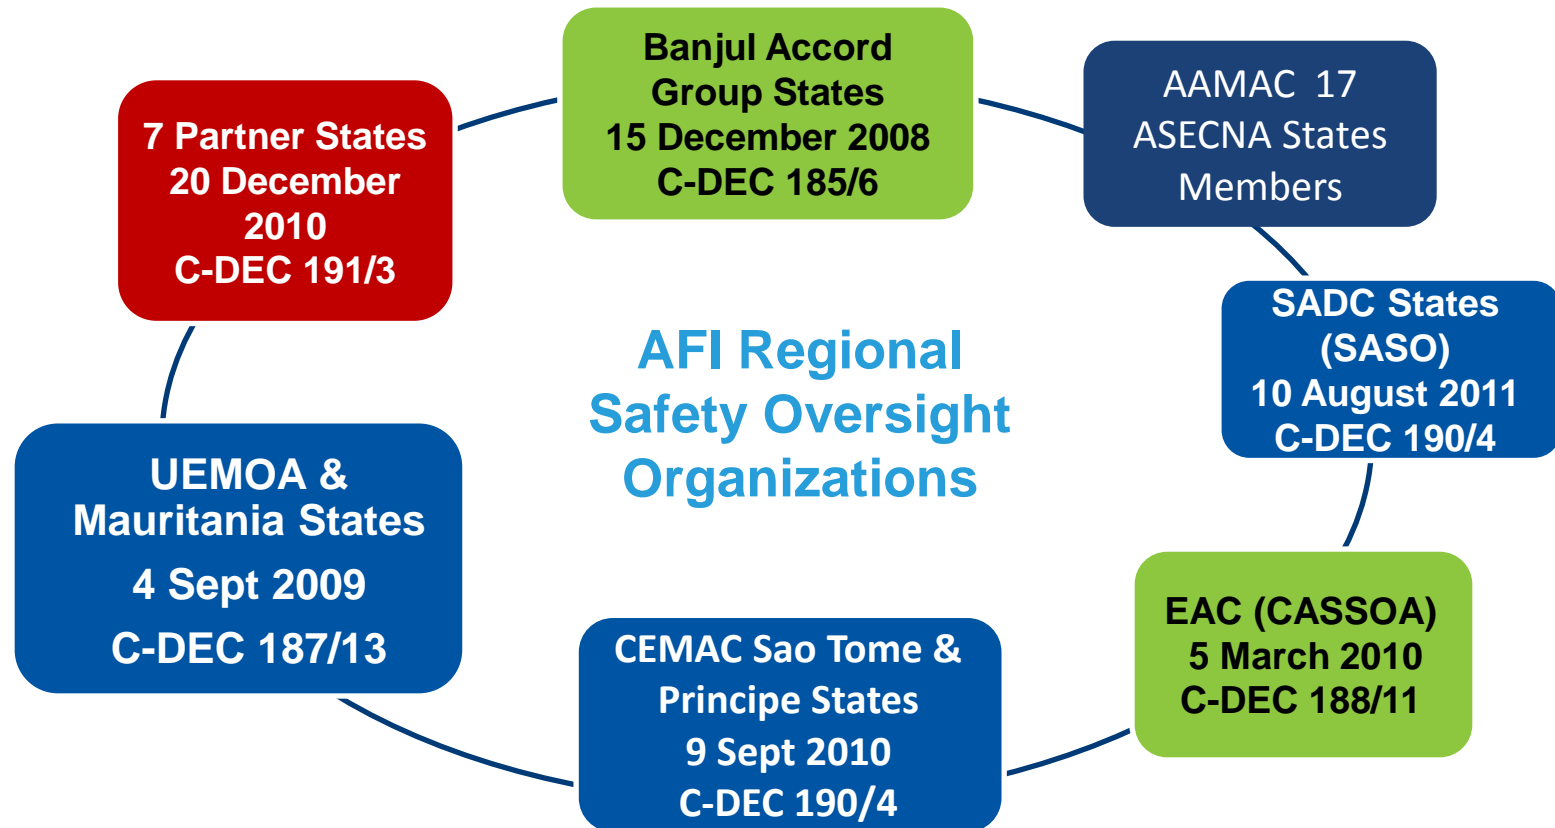 Banjul Accord
Group States
15 December 2008
C-DEC 185/6
AAMAC  17
ASECNA States
Members
SADC States
(SASO)
10 August 2011
C-DEC 190/4
EAC (CASSOA)
5 March 2010
C-DEC 188/11
CEMAC Sao Tome &
Principe States
9 Sept 2010
C-DEC 190/4
UEMOA &
Mauritania States
4 Sept 2009
C-DEC 187/13
7 Partner States
20 December
2010
C-DEC 191/3
AFI Regional
Safety Oversight
Organizations